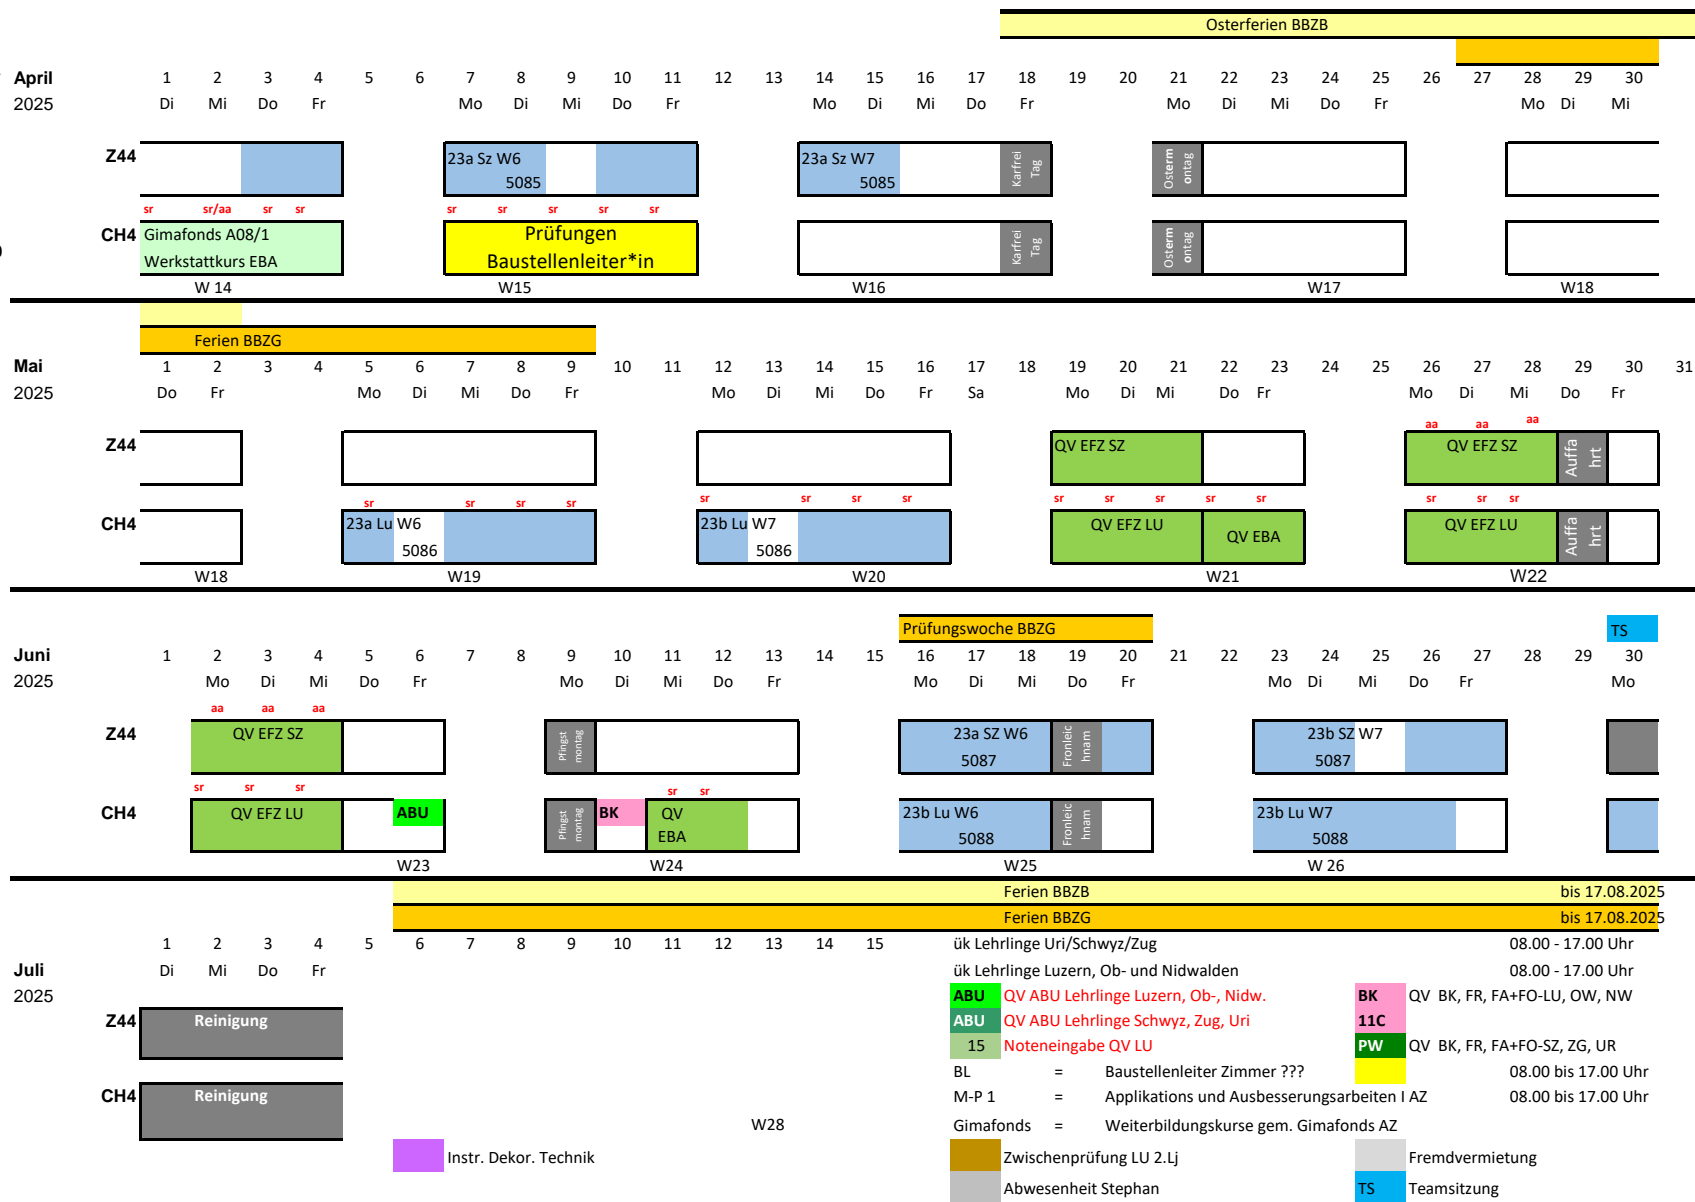 Osterferien BBZB
April 1 2 3 4 5 6 7 8 9 10 11 12 13 14 15 16 17 18 19 20 21 22 23 24 25 26 27 28 29 30
2025 Di Mi Do Fr Mo Di Mi Do Fr Mo Di Mi Do Fr Mo Di Mi Do Fr Mo Di Mi
Z44 23a Sz W6 23a Sz W7 Karfrei Tag Osterm ontag
5085 5085
sr sr/aa sr sr sr sr sr sr sr
CH4 Gimafonds A08/1 Prüfungen Karfrei Tag Osterm ontag
Werkstattkurs EBA Baustellenleiter*in
W 14 W15 W16 W17 W18
Ferien BBZG
Mai 1 2 3 4 5 6 7 8 9 10 11 12 13 14 15 16 17 18 19 20 21 22 23 24 25 26 27 28 29 30 31
2025 Do Fr Mo Di Mi Do Fr Mo Di Mi Do Fr Sa Mo Di Mi Do Fr Mo Di Mi Do Fr
aa aa aa
Z44 QV EFZ SZ QV EFZ SZ Auffa hrt
sr sr sr sr sr sr sr sr sr sr sr sr sr sr sr sr
CH4 23a Lu W6 23b Lu W7 QV EFZ LU QV EBA QV EFZ LU Auffa hrt
5086 5086
W18 W19 W20 W21 W22
Prüfungswoche BBZG TS
Juni 1 2 3 4 5 6 7 8 9 10 11 12 13 14 15 16 17 18 19 20 21 22 23 24 25 26 27 28 29 30
2025 Mo Di Mi Do Fr Mo Di Mi Do Fr Mo Di Mi Do Fr Mo Di Mi Do Fr Mo
aa aa aa
Z44 QV EFZ SZ Pfingst montag 23a SZ W6 Fronleic hnam 23b SZ W7
5087 5087
sr sr sr sr sr
CH4 QV EFZ LU ABU Pfingst montag BK QV 23b Lu W6 Fronleic hnam 23b Lu W7
EBA 5088 5088
W23 W24 W25 W 26
Ferien BBZB bis 17.08.2025
Ferien BBZG bis 17.08.2025
1 2 3 4 5 6 7 8 9 10 11 12 13 14 15 ük Lehrlinge Uri/Schwyz/Zug 08.00 - 17.00 Uhr
Juli Di Mi Do Fr ük Lehrlinge Luzern, Ob- und Nidwalden 08.00 - 17.00 Uhr
2025 ABU QV ABU Lehrlinge Luzern, Ob-, Nidw. BK QV BK, FR, FA+FO-LU, OW, NW
Z44 Reinigung ABU QV ABU Lehrlinge Schwyz, Zug, Uri 11C
15 Noteneingabe QV LU PW QV BK, FR, FA+FO-SZ, ZG, UR
BL = Baustellenleiter Zimmer ??? 08.00 bis 17.00 Uhr
CH4 Reinigung M-P 1 = Applikations und Ausbesserungsarbeiten I AZ 08.00 bis 17.00 Uhr
W28 Gimafonds = Weiterbildungskurse gem. Gimafonds AZ
Instr. Dekor. Technik Zwischenprüfung LU 2.Lj Fremdvermietung
Abwesenheit Stephan TS Teamsitzung